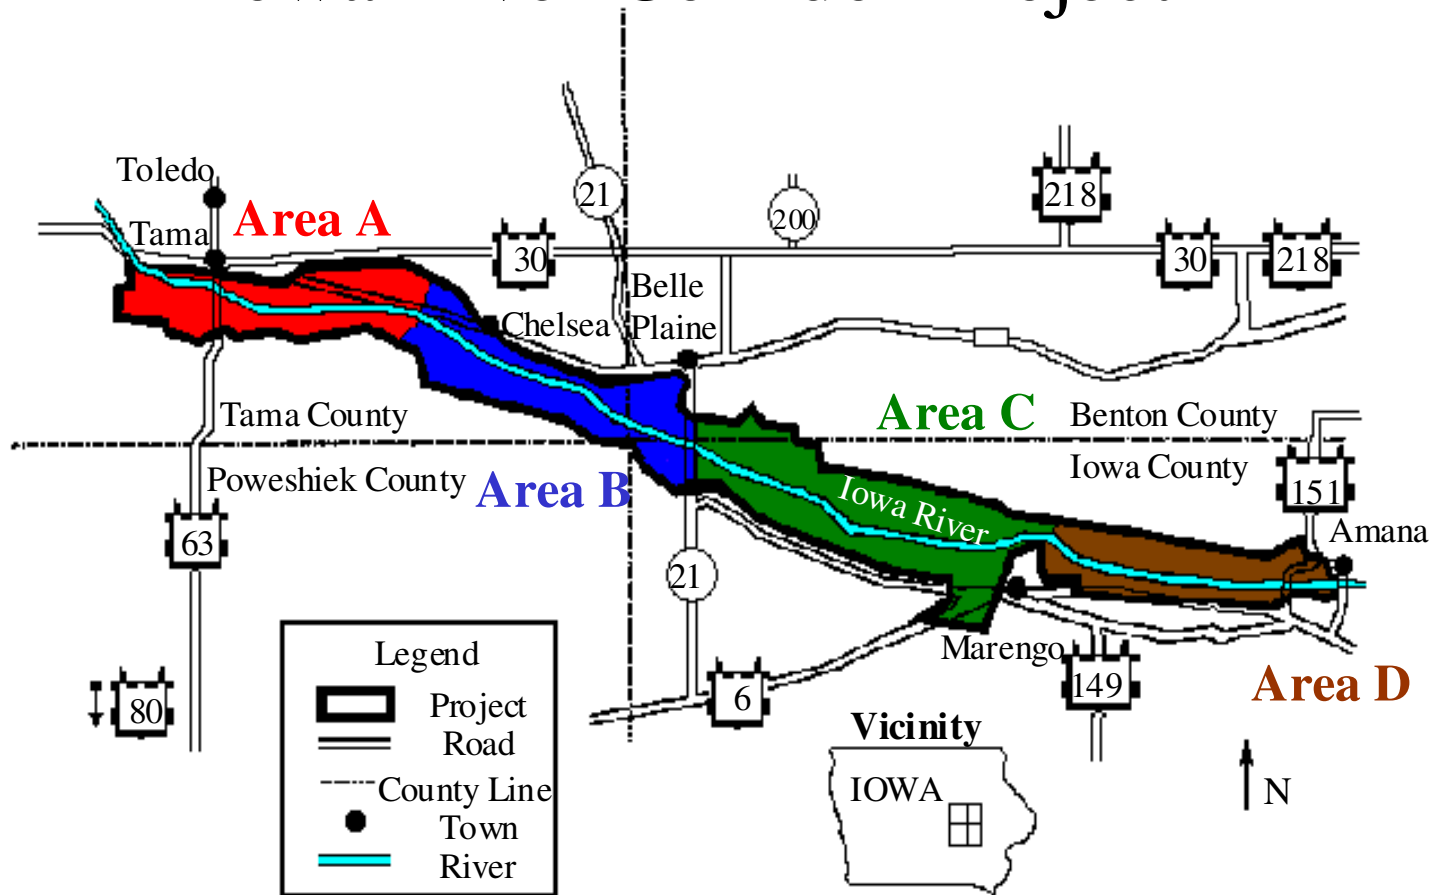 Toledo
Tama
Area A
21
200
218
30
30
218
Belle
Plaine
Chelsea
Tama County
Area C
Benton County
Poweshiek County
Area B
Iowa County
Iowa River
151
Amana
63
21
Marengo
149
Area D
6
80
Legend
Project
Road
County Line
Town
River
Vicinity
IOWA
N